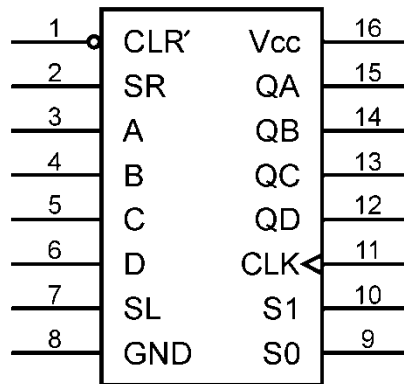 1 CLR′ Vcc 16
2 SR QA 15
3 A QB 14
4 B QC 13
5 C QD 12
6 D CLK 11
7 SL S1 10
8 GND S0 9